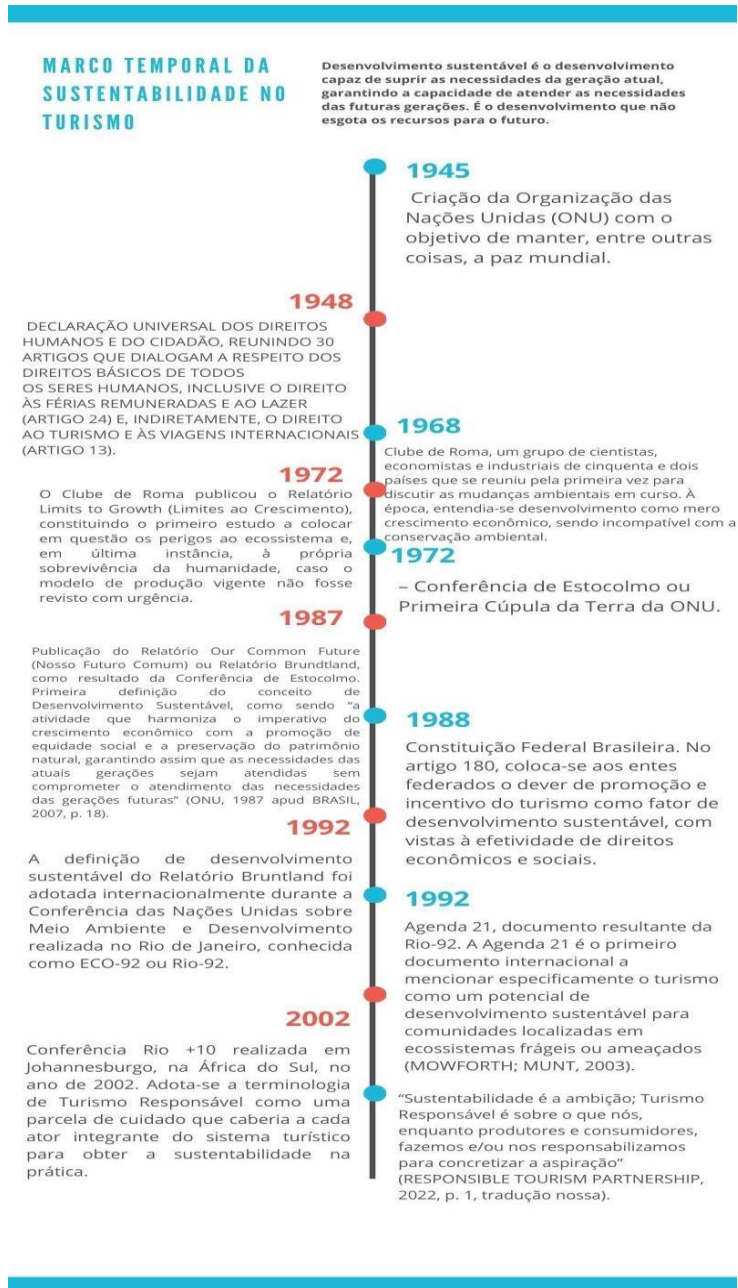 MARCO TEMPORAL DA
SUSTENTABILIDADE NO
TURISMO
Desenvolvimento sustentável é o desenvolvimento
capaz de suprir as necessidades da geração atual,
garantindo a capacidade de atender as necessidades
das futuras gerações. É o desenvolvimento que não
esgota os recursos para o futuro.
1945
Criação da Organização das
Nações Unidas (ONU) com o
objetivo de manter, entre outras
coisas, a paz mundial.
1948
DECLARAÇÃO UNIVERSAL DOS DIREITOS
HUMANOS E DO CIDADÃO, REUNINDO 30
ARTIGOS QUE DIALOGAM A RESPEITO DOS
DIREITOS BÁSICOS DE TODOS
OS SERES HUMANOS, INCLUSIVE O DIREITO
ÀS FÉRIAS REMUNERADAS E AO LAZER
(ARTIGO 24) E, INDIRETAMENTE, O DIREITO
AO TURISMO E ÀS VIAGENS INTERNACIONAIS
(ARTIGO 13).
1968
Clube de Roma, um grupo de cientistas,
economistas e industriais de cinquenta e dois
países que se reuniu pela primeira vez para
discutir as mudanças ambientais em curso. À
época, entendia-se desenvolvimento como mero
crescimento econômico, sendo incompatível com a
conservação ambiental.
1972
O Clube de Roma publicou o Relatório
Limits to Growth (Limites ao Crescimento),
constituindo o primeiro estudo a colocar
em questão os perigos ao ecossistema e,
em última instância, à própria
sobrevivência da humanidade, caso o
modelo de produção vigente não fosse
revisto com urgência.
1972
– Conferência de Estocolmo ou
Primeira Cúpula da Terra da ONU.
1987
Publicação do Relatório Our Common Future
(Nosso Futuro Comum) ou Relatório Brundtland,
como resultado da Conferência de Estocolmo.
Primeira definição do conceito de
Desenvolvimento Sustentável, como sendo “a
atividade que harmoniza o imperativo do
crescimento econômico com a promoção de
equidade social e a preservação do patrimônio
natural, garantindo assim que as necessidades das
atuais gerações sejam atendidas sem
comprometer o atendimento das necessidades
das gerações futuras” (ONU, 1987 apud BRASIL,
2007, p. 18).
1988
Constituição Federal Brasileira. No
artigo 180, coloca-se aos entes
federados o dever de promoção e
incentivo do turismo como fator de
desenvolvimento sustentável, com
vistas à efetividade de direitos
econômicos e sociais.
1992
A definição de desenvolvimento
sustentável do Relatório Bruntland foi
adotada internacionalmente durante a
Conferência das Nações Unidas sobre
Meio Ambiente e Desenvolvimento
realizada no Rio de Janeiro, conhecida
como ECO-92 ou Rio-92.
1992
Agenda 21, documento resultante da
Rio-92. A Agenda 21 é o primeiro
documento internacional a
mencionar especificamente o turismo
como um potencial de
desenvolvimento sustentável para
comunidades localizadas em
ecossistemas frágeis ou ameaçados
(MOWFORTH; MUNT, 2003).
2002
Conferência Rio +10 realizada em
Johannesburgo, na África do Sul, no
ano de 2002. Adota-se a terminologia
de Turismo Responsável como uma
parcela de cuidado que caberia a cada
ator integrante do sistema turístico
para obter a sustentabilidade na
prática.
“Sustentabilidade é a ambição; Turismo
Responsável é sobre o que nós,
enquanto produtores e consumidores,
fazemos e/ou nos responsabilizamos
para concretizar a aspiração”
(RESPONSIBLE TOURISM PARTNERSHIP,
2022, p. 1, tradução nossa).